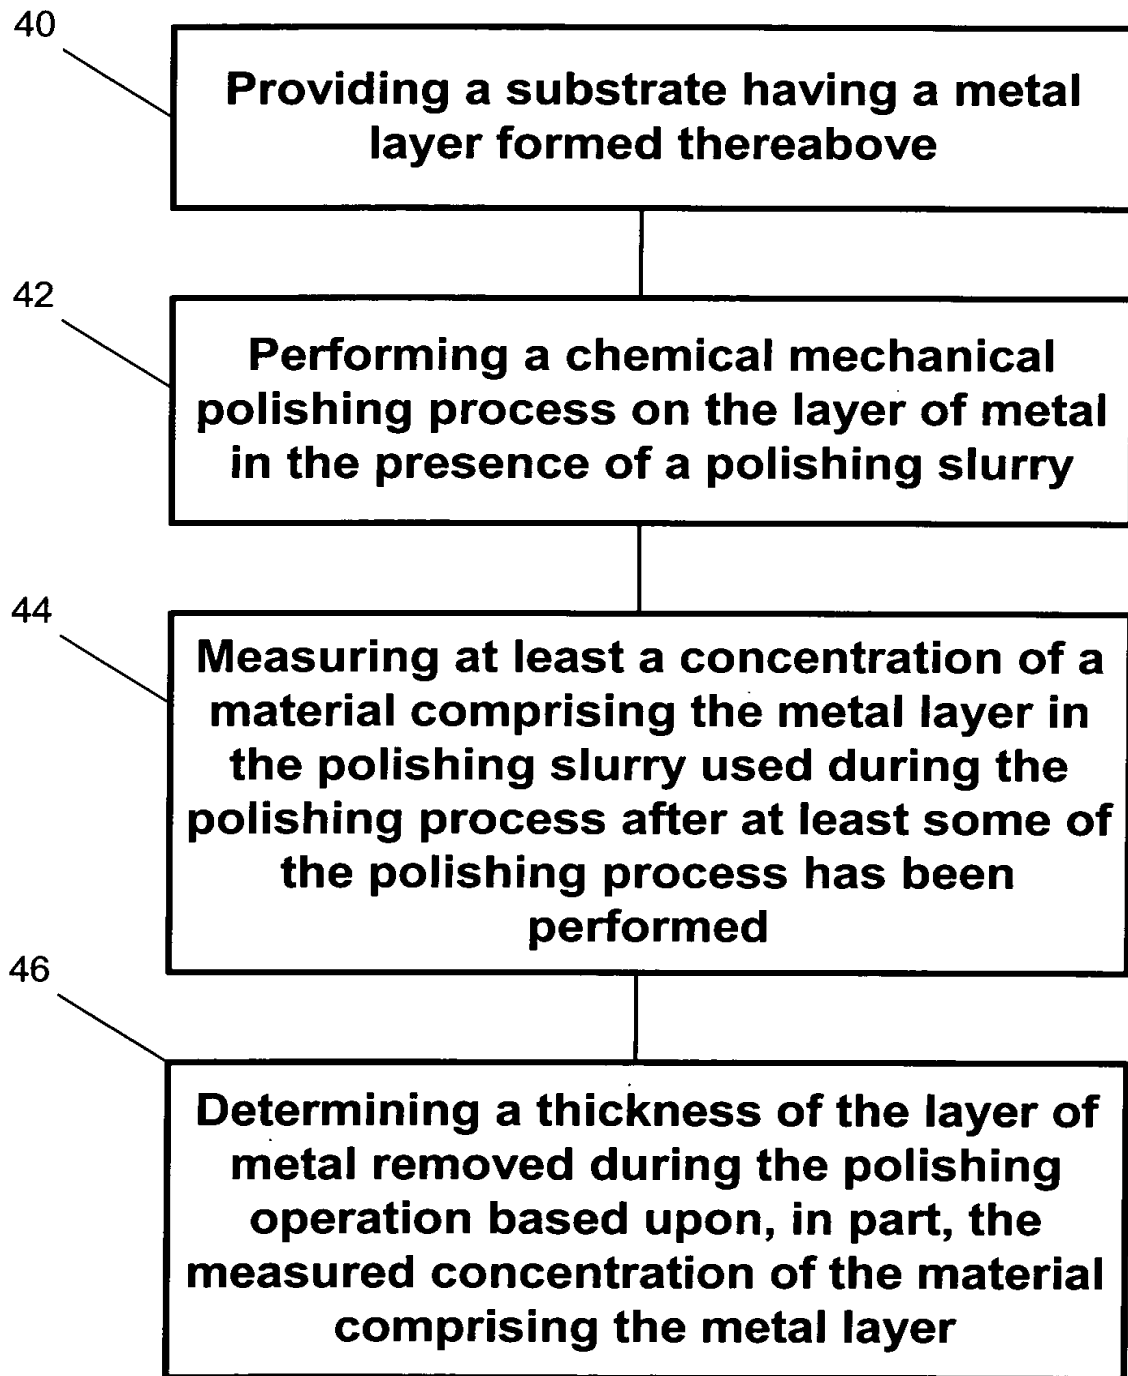 40
Providing a substrate having a metal
layer formed thereabove
42
Performing a chemical mechanical
polishing process on the layer of metal
in the presence of a polishing slurry
44
Measuring at least a concentration of a
material comprising the metal layer in
the polishing slurry used during the
polishing process after at least some of
the polishing process has been
performed
46
Determining a thickness of the layer of
metal removed during the polishing
operation based upon, in part, the
measured concentration of the material
comprising the metal layer